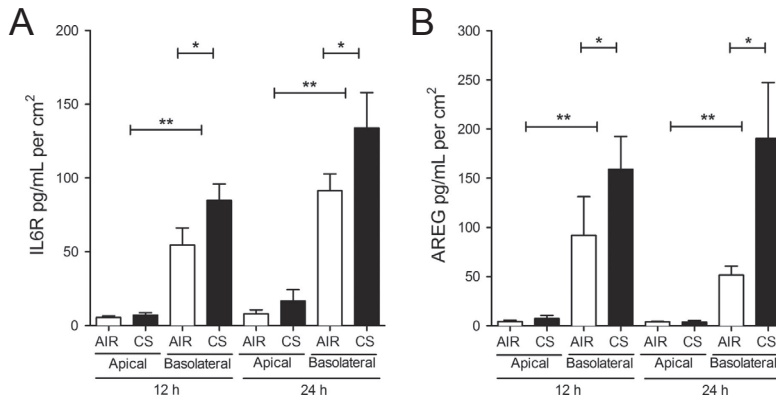 A
IL6R pg/mL per cm²
200
150
100
50
0
**
*
**
*
AIR CS AIR CS AIR CS AIR CS
Apical Basolateral Apical Basolateral
12 h 24 h
B
AREG pg/mL per cm²
300
250
200
150
100
50
0
**
*
**
*
AIR CS AIR CS AIR CS AIR CS
Apical Basolateral Apical Basolateral
12 h 24 h